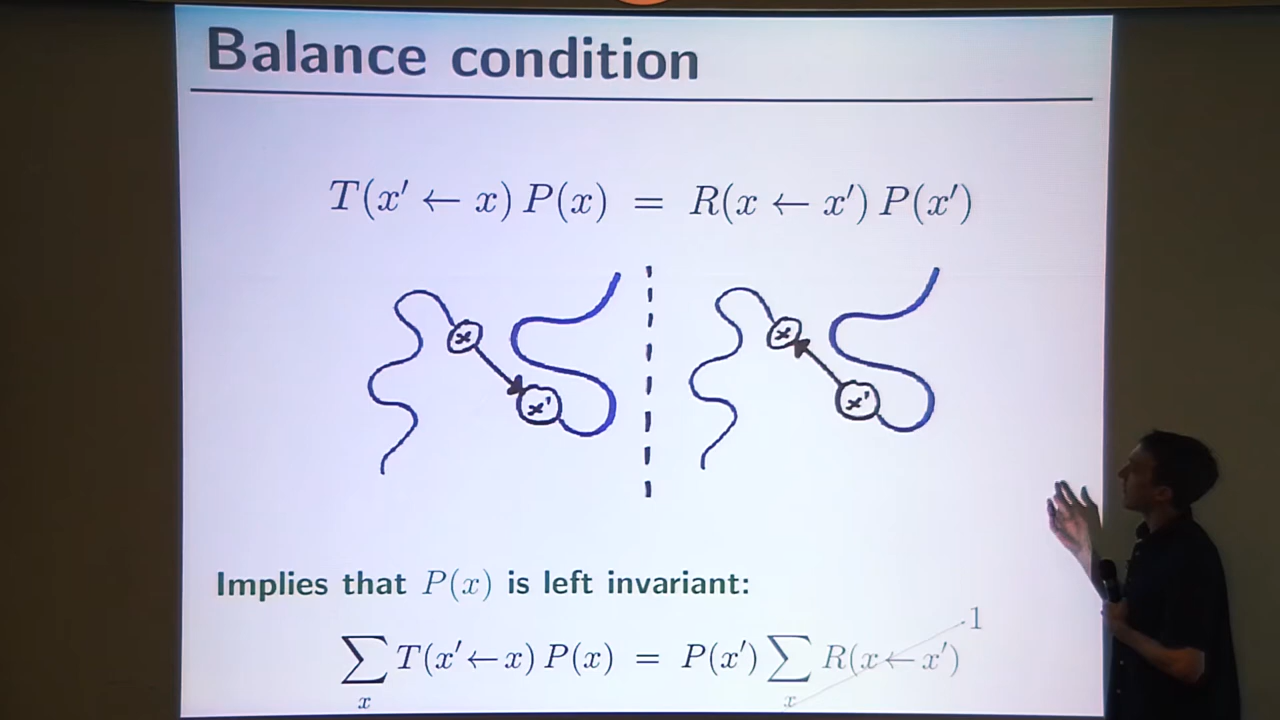 Balance condition
T(x′ ← x) P(x) = R(x ← x′) P(x′)
x x
x′ x′
Implies that P(x) is left invariant:
∑ₓ T(x′←x) P(x) = P(x′) ∑ₓ R(x←x′) 1